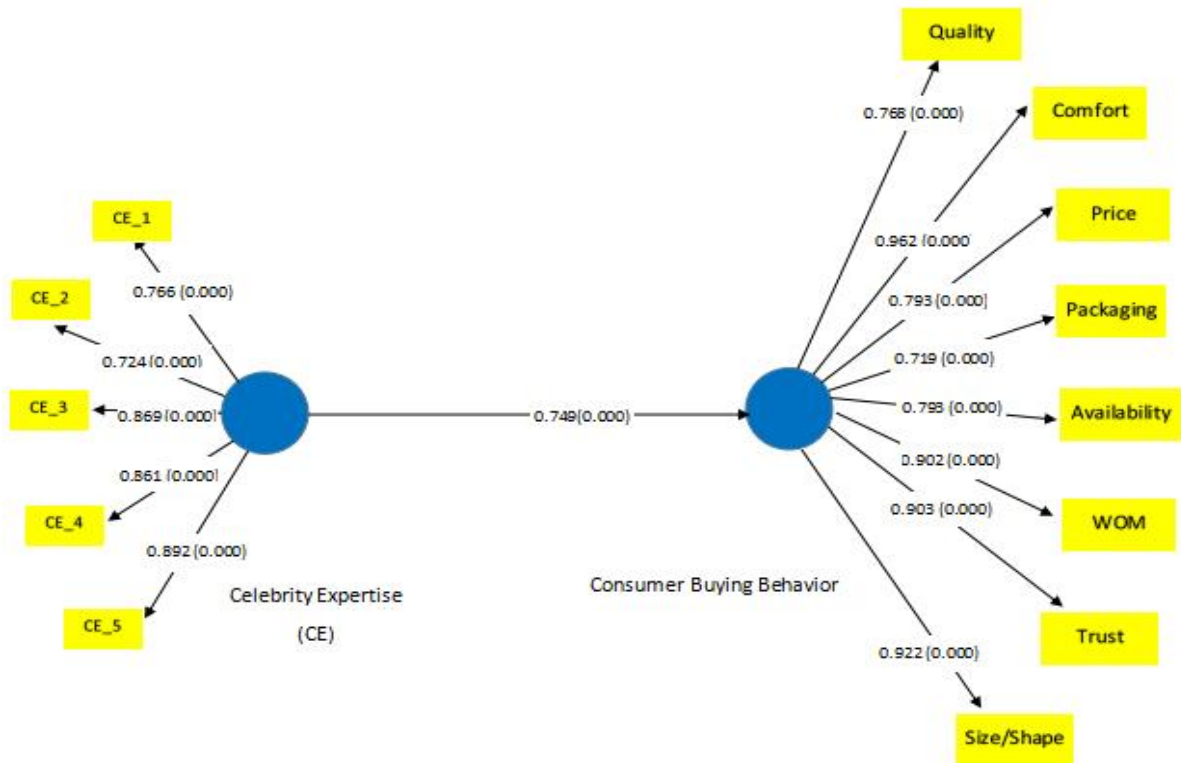 Quality
0.768 (0.000)
Comfort
0.962 (0.000
Price
0.793 (0.000)
Packaging
0.719 (0.000)
Availability
0.793 (0.000)
0.902 (0.000)
WOM
0.903 (0.000)
Trust
0.922 (0.000)
Size/Shape
CE_1
0.766 (0.000)
CE_2
0.724 (0.000)
CE_3
0.869 (0.000)
0.861 (0.000)
CE_4
0.892 (0.000)
CE_5
0.749(0.000)
Celebrity Expertise
(CE)
Consumer Buying Behavior